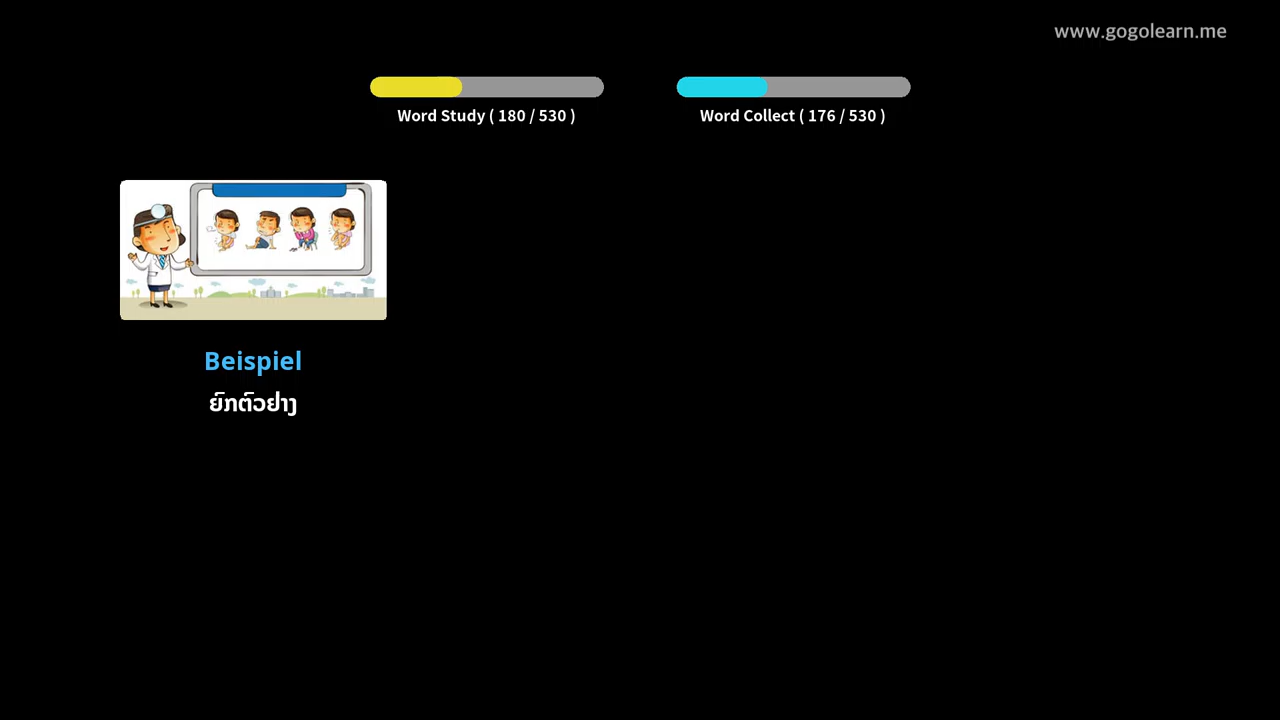 www.gogolearn.me
Word Study ( 180 / 530 )
Word Collect ( 176 / 530 )
Beispiel
ຍົກຕົວຢ່າງ